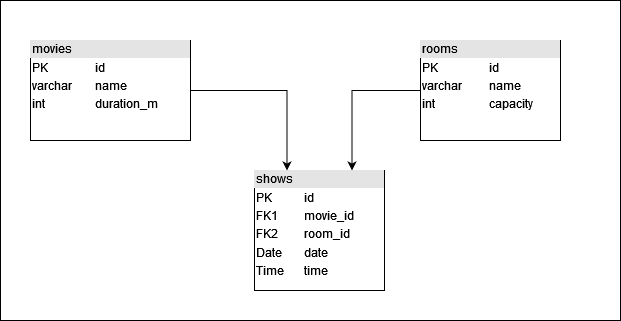 movies
PK id
varchar name
int duration_m
rooms
PK id
varchar name
int capacity
shows
PK id
FK1 movie_id
FK2 room_id
Date date
Time time